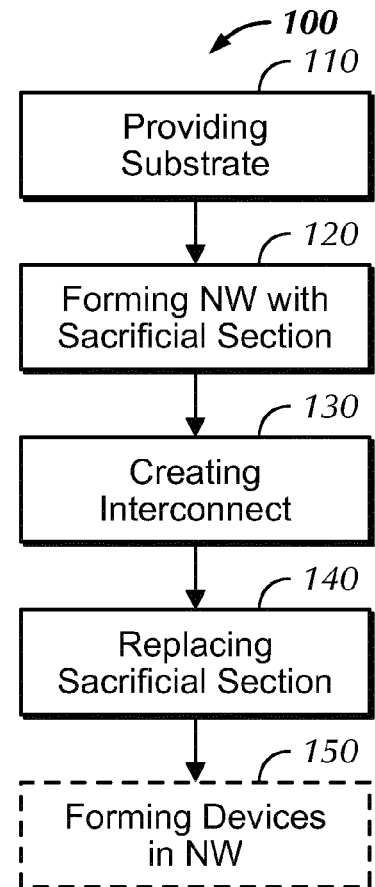 100
110
Providing
Substrate
120
Forming NW with
Sacrificial Section
130
Creating
Interconnect
140
Replacing
Sacrificial Section
150
Forming Devices
in NW